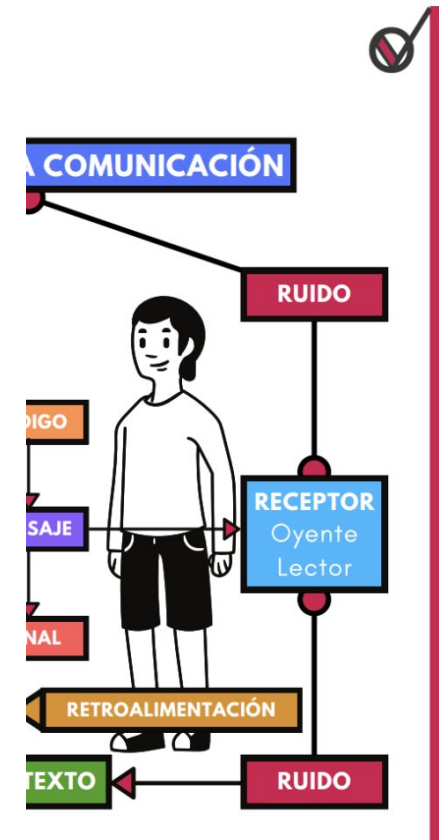 A COMUNICACIÓN
RUIDO
DIGO
RECEPTOR
Oyente
Lector
SAJE
NAL
RETROALIMENTACIÓN
TEXTO
RUIDO